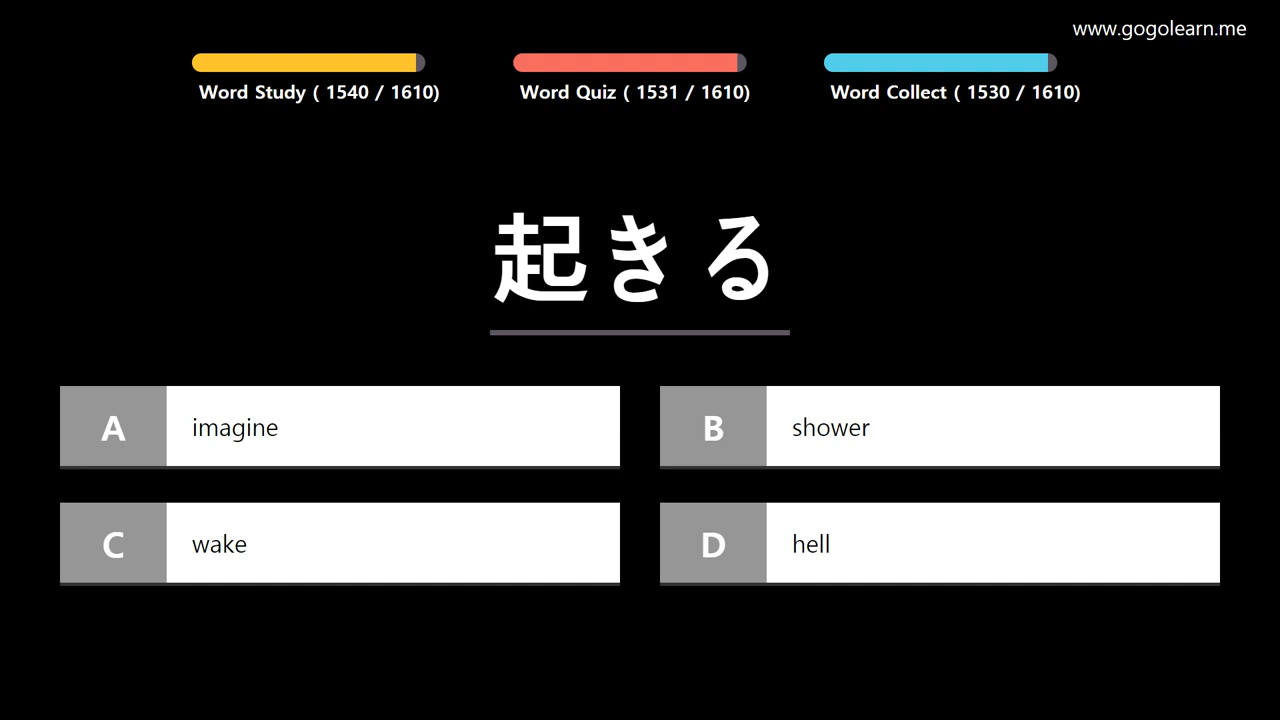 www.gogolearn.me
Word Study ( 1540 / 1610)
Word Quiz ( 1531 / 1610)
Word Collect ( 1530 / 1610)
起きる
A imagine
B shower
C wake
D hell